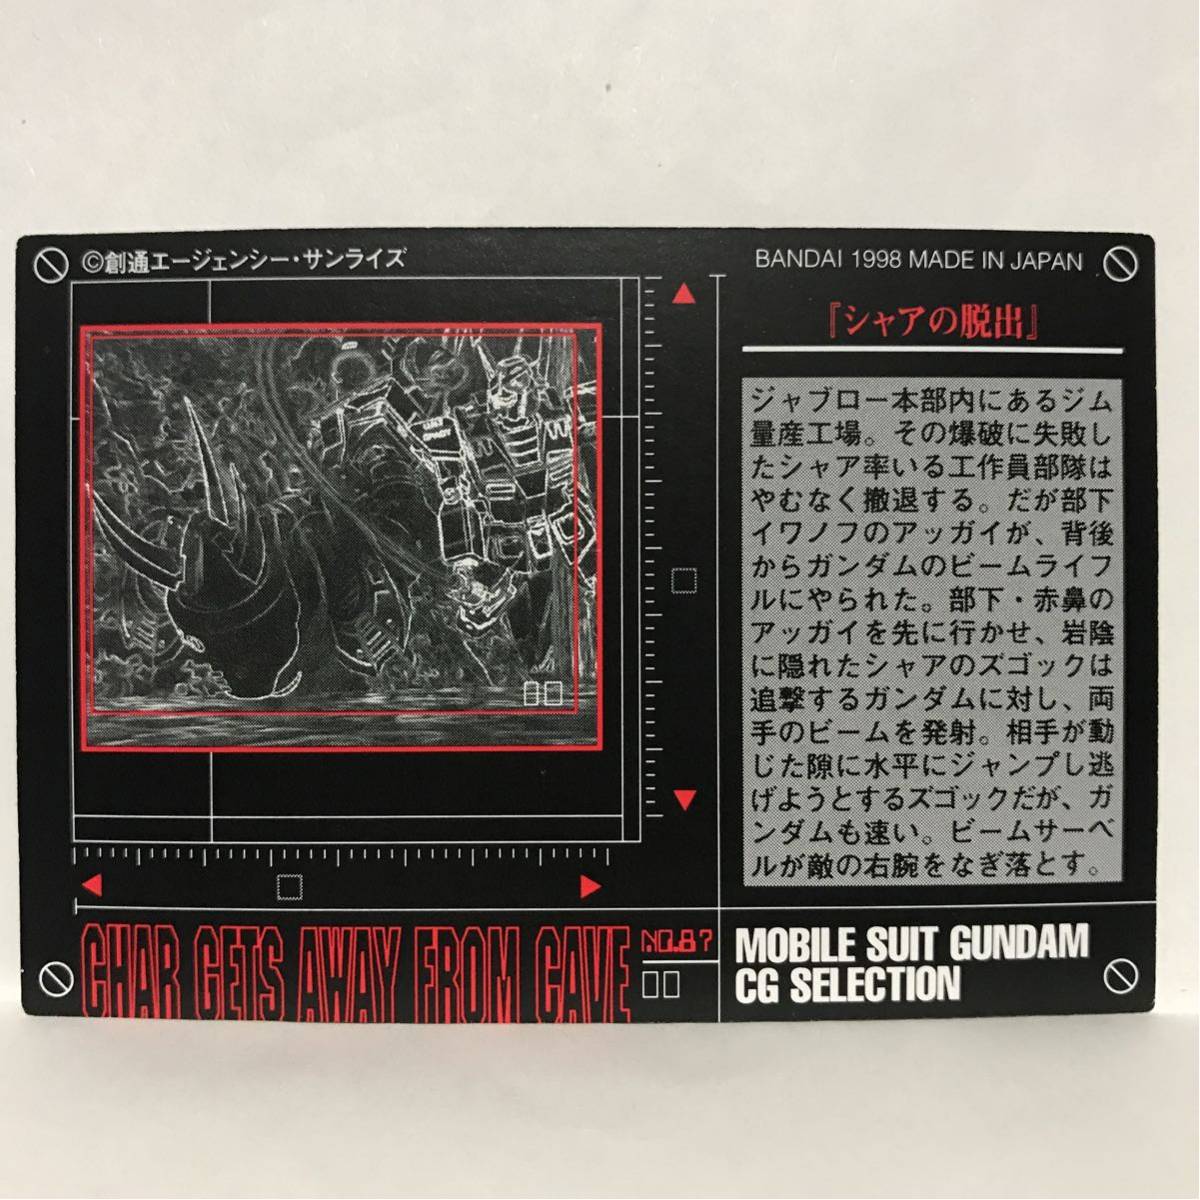 ©創通エージェンシー・サンライズ
BANDAI 1998 MADE IN JAPAN
『シャアの脱出』
ジャブロー本部内にあるジム
量産工場。その爆破に失敗し
たシャア率いる工作員部隊は
やむなく撤退する。だが部下
イワノフのアッガイが、背後
からガンダムのビームライフ
ルにやられた。部下・赤鼻の
アッガイを先に行かせ、岩陰
に隠れたシャアのズゴックは
追撃するガンダムに対し、両
手のビームを発射。相手が動
じた隙に水平にジャンプし逃
げようとするズゴックだが、ガ
ンダムも速い。ビームサーベ
ルが敵の右腕をなぎ落とす。
CHAR GETS AWAY FROM CAVE
NO.87
MOBILE SUIT GUNDAM
CG SELECTION